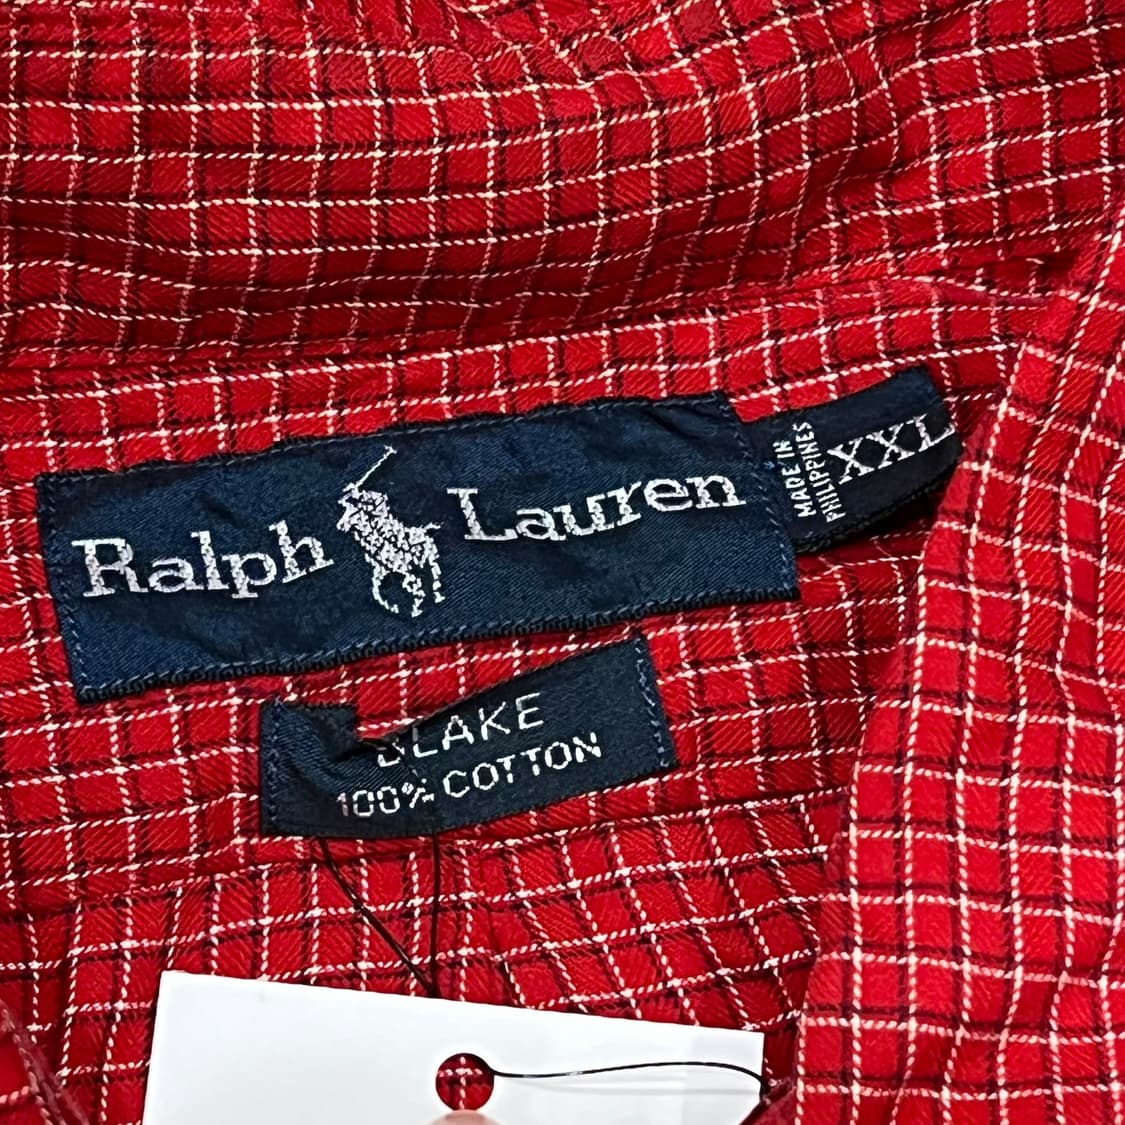 Ralph Lauren
MADE IN
PHILIPPINES
XXL
BLAKE
100% COTTON